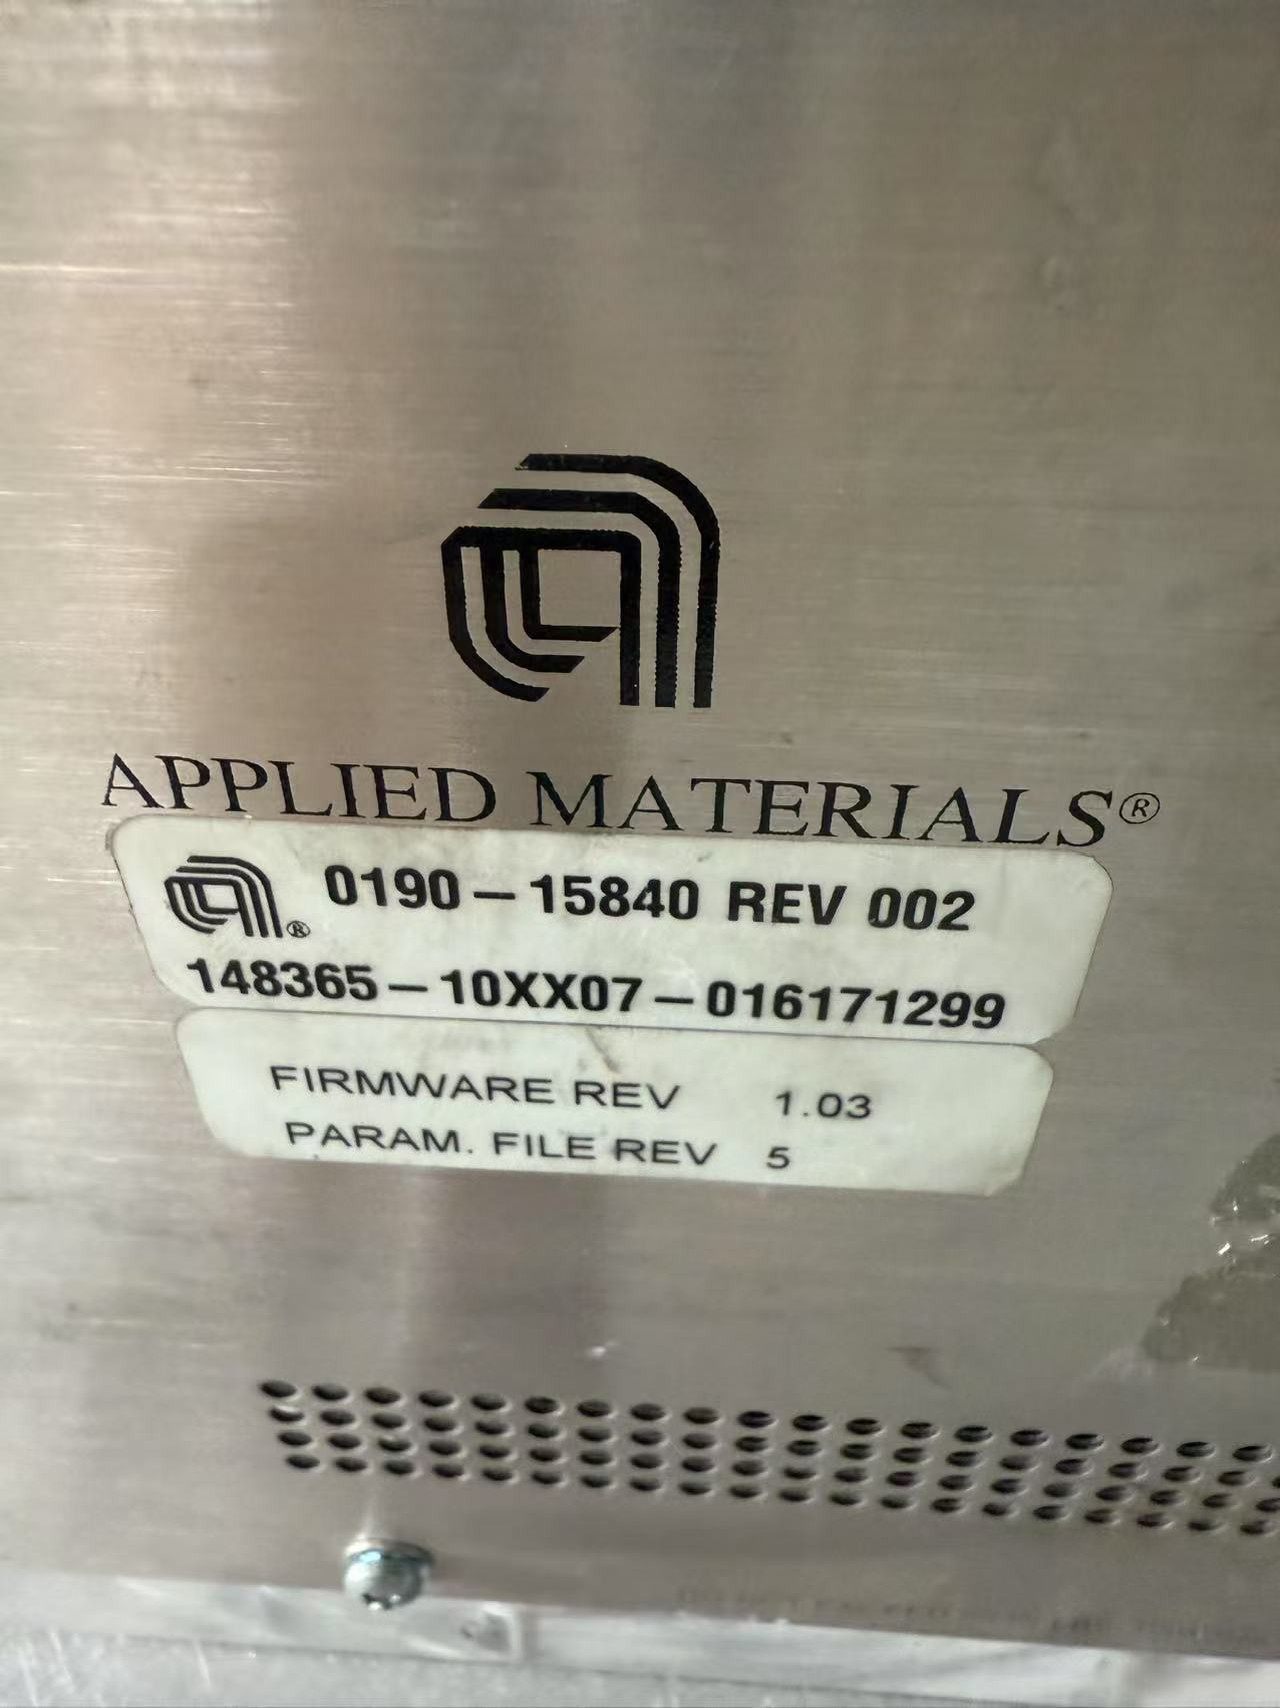 APPLIED MATERIALS®
® 0190-15840 REV 002
148365-10XX07-016171299
FIRMWARE REV 1.03
PARAM. FILE REV 5